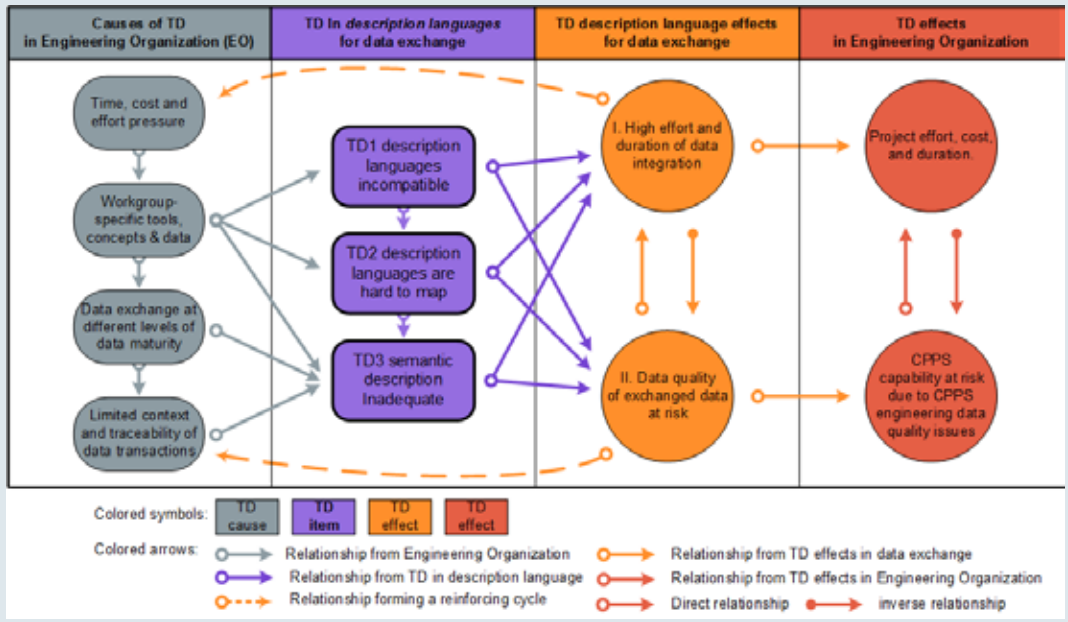 Causes of TD
in Engineering Organization (EO)
TD In description languages
for data exchange
TD description language effects
for data exchange
TD effects
in Engineering Organization
Time, cost and
effort pressure
Workgroup-
specific tools,
concepts & data
Data exchange at
different levels of
data maturity
Limited context
and traceability of
data transactions
TD1 description
languages
incompatible
TD2 description
languages are
hard to map
TD3 semantic
description
Inadequate
I. High effort and
duration of data
integration
II. Data quality
of exchanged data
at risk
Project effort, cost,
and duration.
CPPS
capability at risk
due to CPPS
engineering data
quality issues
Colored symbols:
TD
cause
TD
item
TD
effect
TD
effect
Colored arrows:
Relationship from Engineering Organization
Relationship from TD in description language
Relationship forming a reinforcing cycle
Relationship from TD effects in data exchange
Relationship from TD effects in Engineering Organization
Direct relationship
inverse relationship